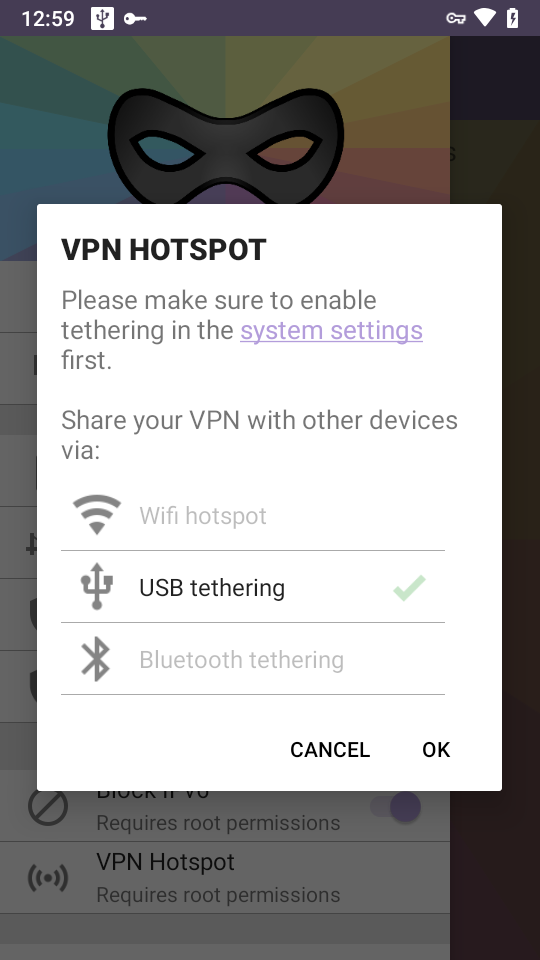 12:59
VPN HOTSPOT
Please make sure to enable
tethering in the system settings
first.
Share your VPN with other devices
via:
Wifi hotspot
USB tethering
Bluetooth tethering
CANCEL
OK
Block IPv6
Requires root permissions
VPN Hotspot
Requires root permissions